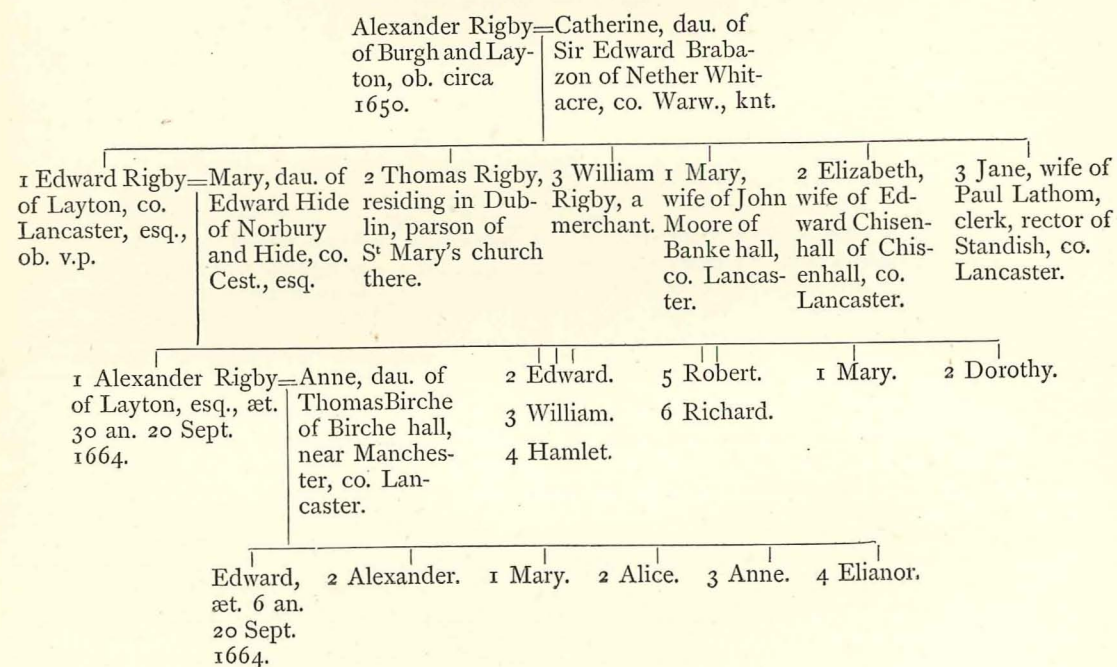 Alexander Rigby=Catherine, dau. of
of Burgh and Lay- Sir Edward Braba-
ton, ob. circa zon of Nether Whit-
1650. acre, co. Warw., knt.
1 Edward Rigby=Mary, dau. of
of Layton, co. Edward Hide
Lancaster, esq., of Norbury
ob. v.p. and Hide, co.
Cest., esq.
2 Thomas Rigby,
residing in Dub-
lin, parson of
St Mary's church
there.
3 William
Rigby, a
merchant.
1 Mary,
wife of John
Moore of
Banke hall,
co. Lancas-
ter.
2 Elizabeth,
wife of Ed-
ward Chisen-
hall of Chis-
enhall, co.
Lancaster.
3 Jane, wife of
Paul Lathom,
clerk, rector of
Standish, co.
Lancaster.
1 Alexander Rigby=Anne, dau. of
of Layton, esq., æt. ThomasBirche
30 an. 20 Sept. of Birche hall,
1664. near Manches-
ter, co. Lan-
caster.
2 Edward.
3 William.
4 Hamlet.
5 Robert.
6 Richard.
1 Mary.
2 Dorothy.
Edward,
æt. 6 an.
20 Sept.
1664.
2 Alexander.
1 Mary.
2 Alice.
3 Anne.
4 Elianor.